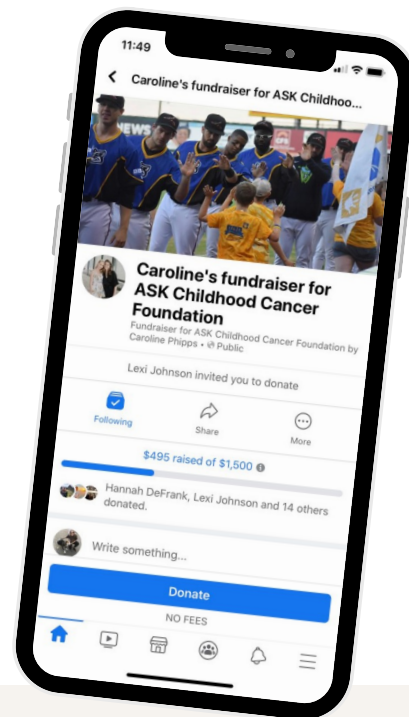 11:49
Caroline's fundraiser for ASK Childhoo...
NEWS
Caroline's fundraiser for
ASK Childhood Cancer
Foundation
Fundraiser for ASK Childhood Cancer Foundation by
Caroline Phipps • Public
Lexi Johnson invited you to donate
Following
Share
More
$495 raised of $1,500
Hannah DeFrank, Lexi Johnson and 14 others
donated.
Write something...
Donate
NO FEES